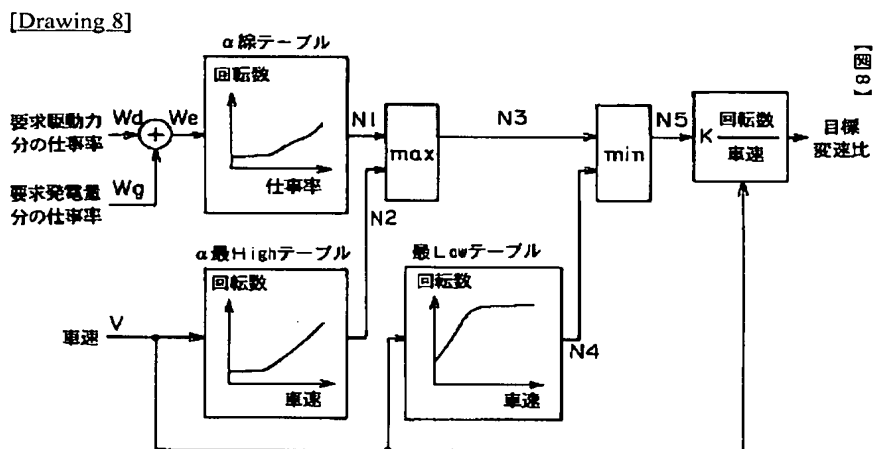 [Drawing 8]
【図8】
α線テーブル
回転数
仕事率
要求駆動力
分の仕事率
Wd
We
要求発電量
分の仕事率
Wg
N1
max
N2
N3
min
N5
K 回転数
車速
目標
変速比
α最Highテーブル
回転数
車速
車速
V
最Lowテーブル
回転数
車速
N4